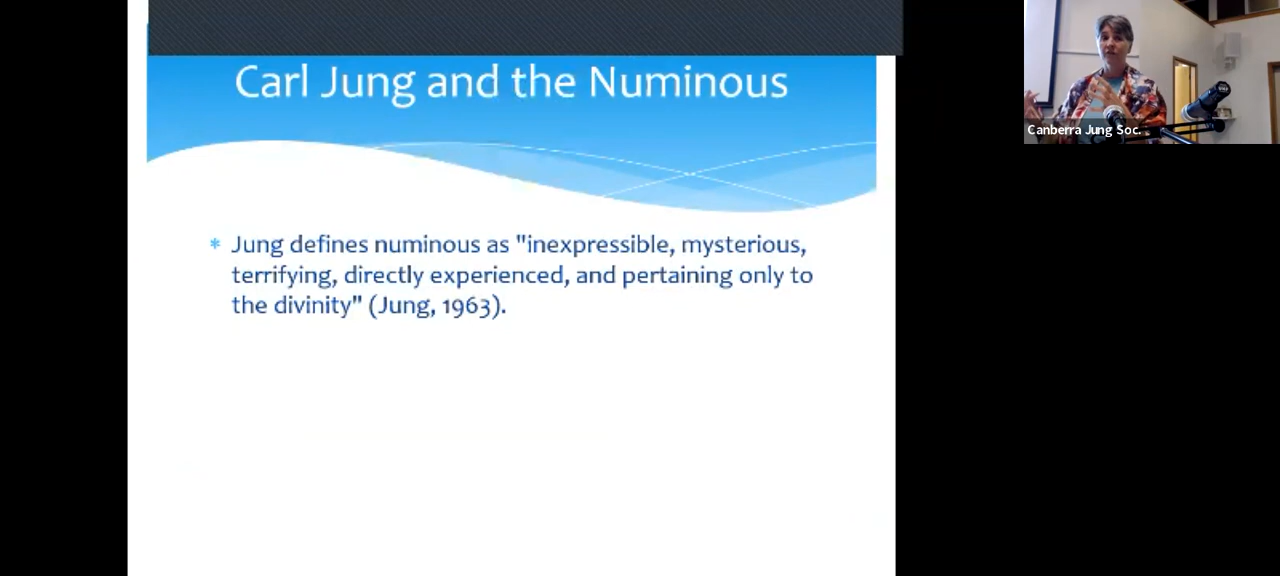 Carl Jung and the Numinous
* Jung defines numinous as "inexpressible, mysterious,
terrifying, directly experienced, and pertaining only to
the divinity" (Jung, 1963).
Canberra Jung Soc.